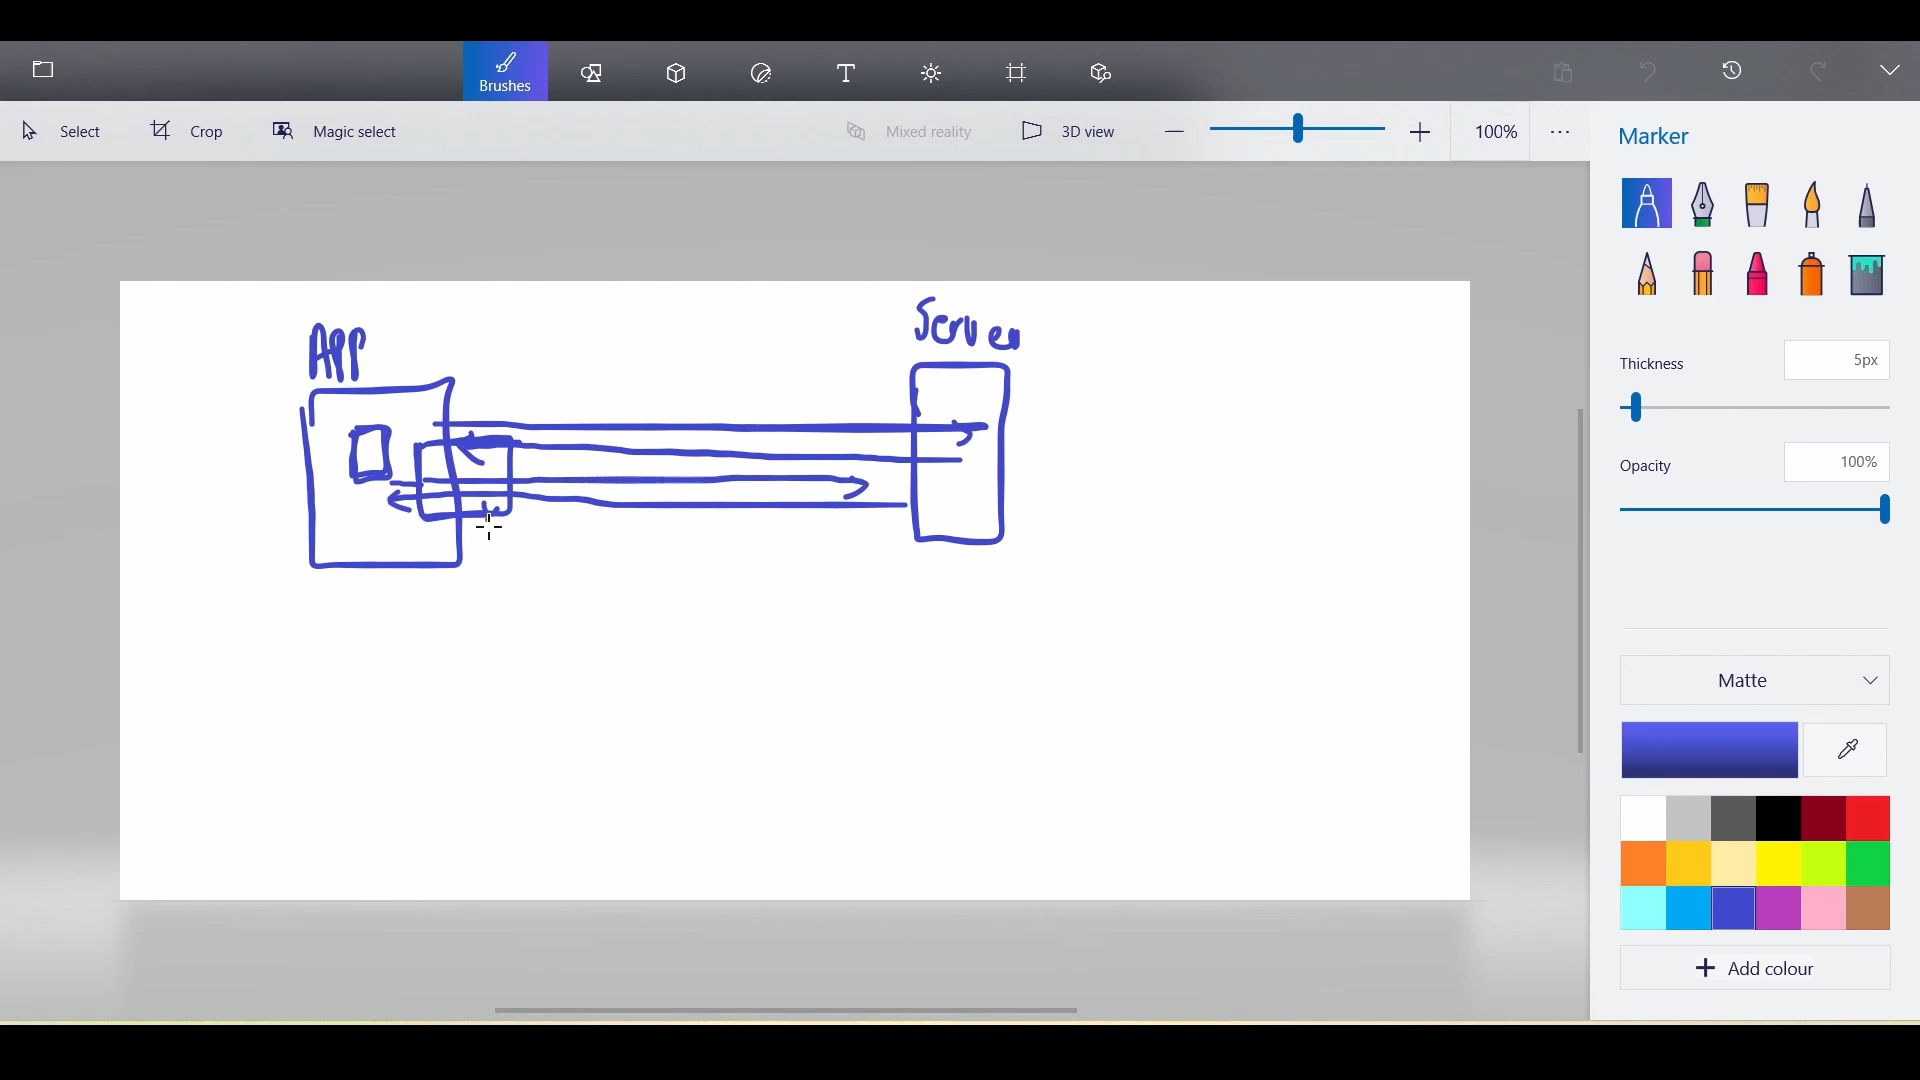 Brushes
Select
Crop
Magic select
Mixed reality
3D view
100%
Marker
Thickness
5px
Opacity
100%
Matte
Add colour
App
Server